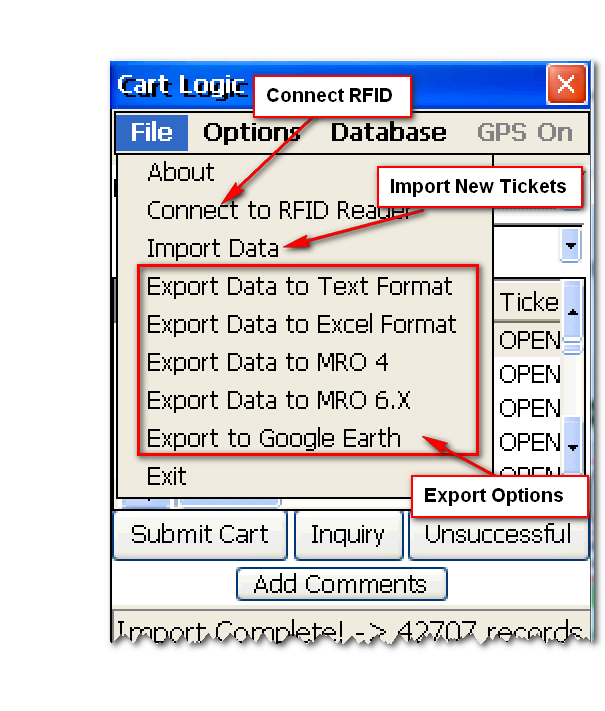 Cart Logic
Connect RFID
File Options Database GPS On
About
Import New Tickets
Connect to RFID Reader
Import Data
Export Data to Text Format
Ticke
Export Data to Excel Format
OPEN
Export Data to MRO 4
OPEN
Export Data to MRO 6.X
OPEN
Export to Google Earth
OPEN
Exit
OPEN
Export Options
Submit Cart Inquiry Unsuccessful
Add Comments
Import Complete! -> 42707 records